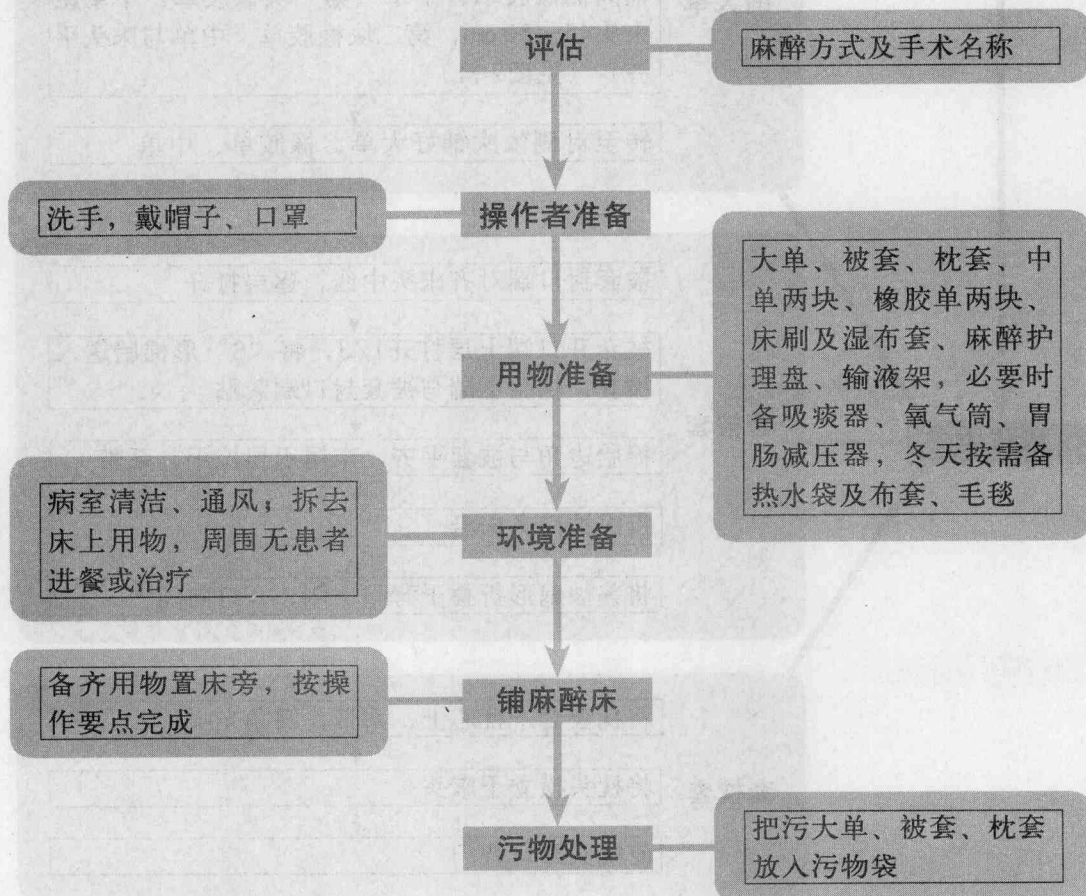 评估
麻醉方式及手术名称
操作者准备
洗手，戴帽子、口罩
用物准备
大单、被套、枕套、中
单两块、橡胶单两块、
床刷及湿布套、麻醉护
理盘、输液架，必要时
备吸痰器、氧气筒、胃
肠减压器，冬天按需备
热水袋及布套、毛毯
环境准备
病室清洁、通风；拆去
床上用物，周围无患者
进餐或治疗
铺麻醉床
备齐用物置床旁，按操
作要点完成
污物处理
把污大单、被套、枕套
放入污物袋